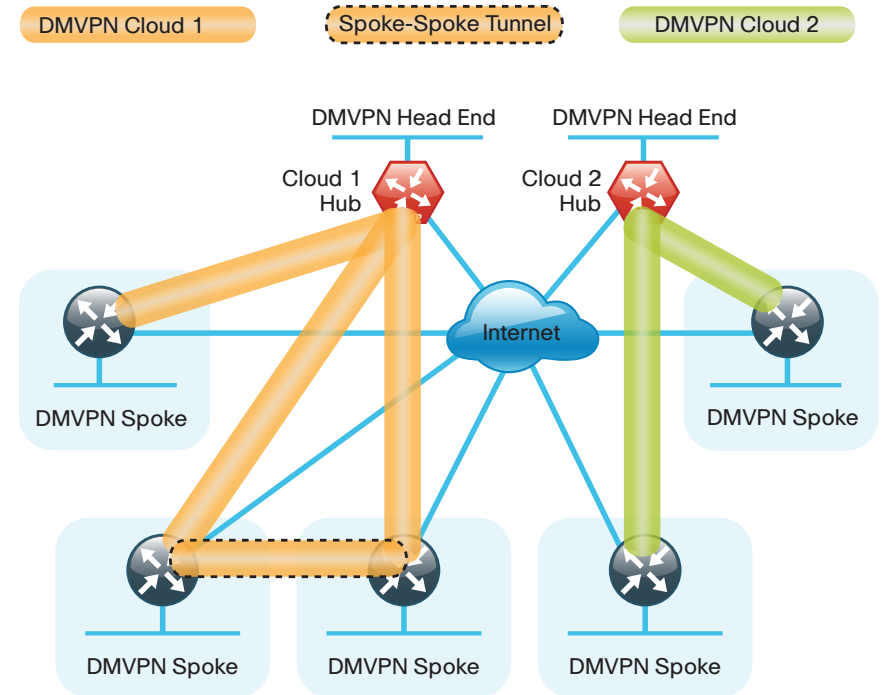 DMVPN Cloud 1
Spoke-Spoke Tunnel
DMVPN Cloud 2
DMVPN Head End
DMVPN Head End
Cloud 1
Hub
Cloud 2
Hub
Internet
DMVPN Spoke
DMVPN Spoke
DMVPN Spoke
DMVPN Spoke
DMVPN Spoke